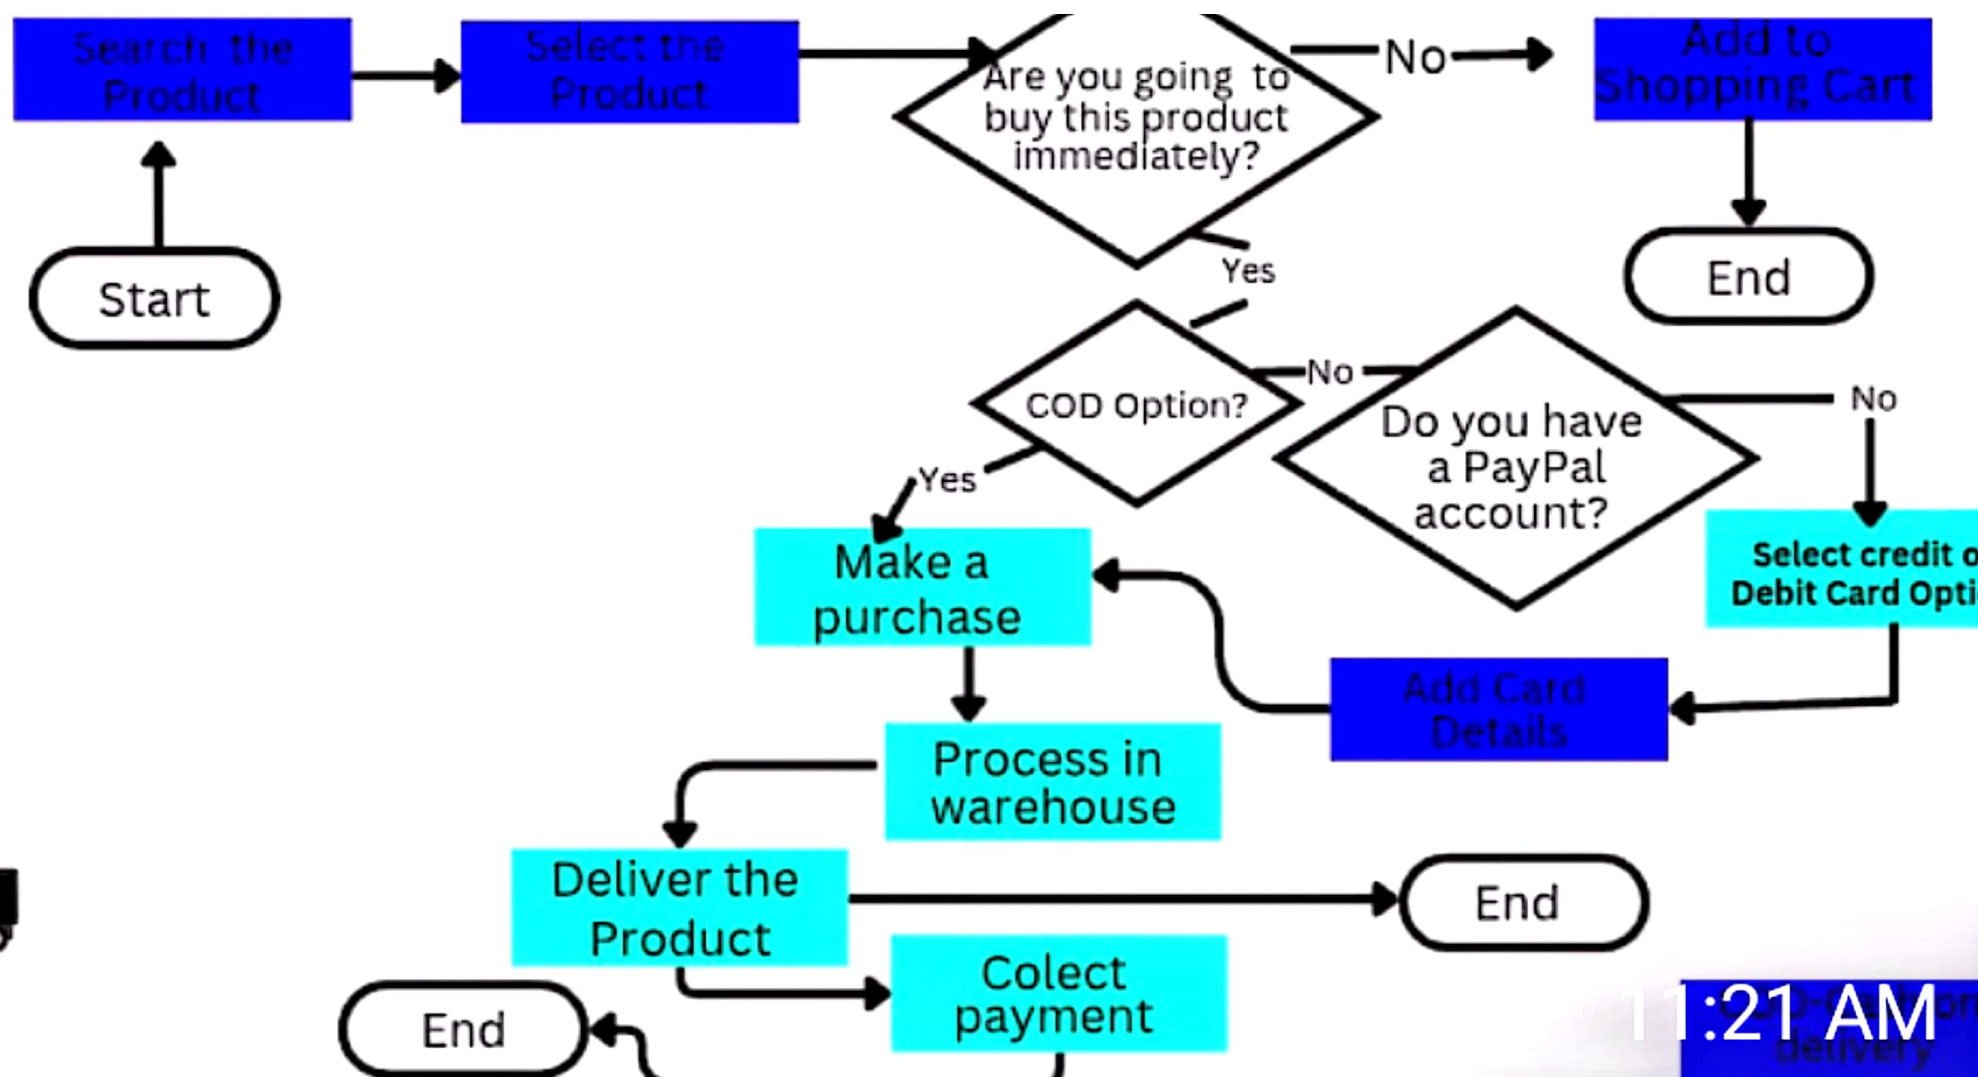 Search the
Product
Select the
Product
Are you going to
buy this product
immediately?
No
Add to
Shopping Cart
Start
Yes
End
COD Option?
No
Do you have
a PayPal
account?
No
Yes
Make a
purchase
Select credit
Debit Card
Add Card
Details
Process in
warehouse
Deliver the
Product
End
Colect
payment
End
11:21 AM
delivery